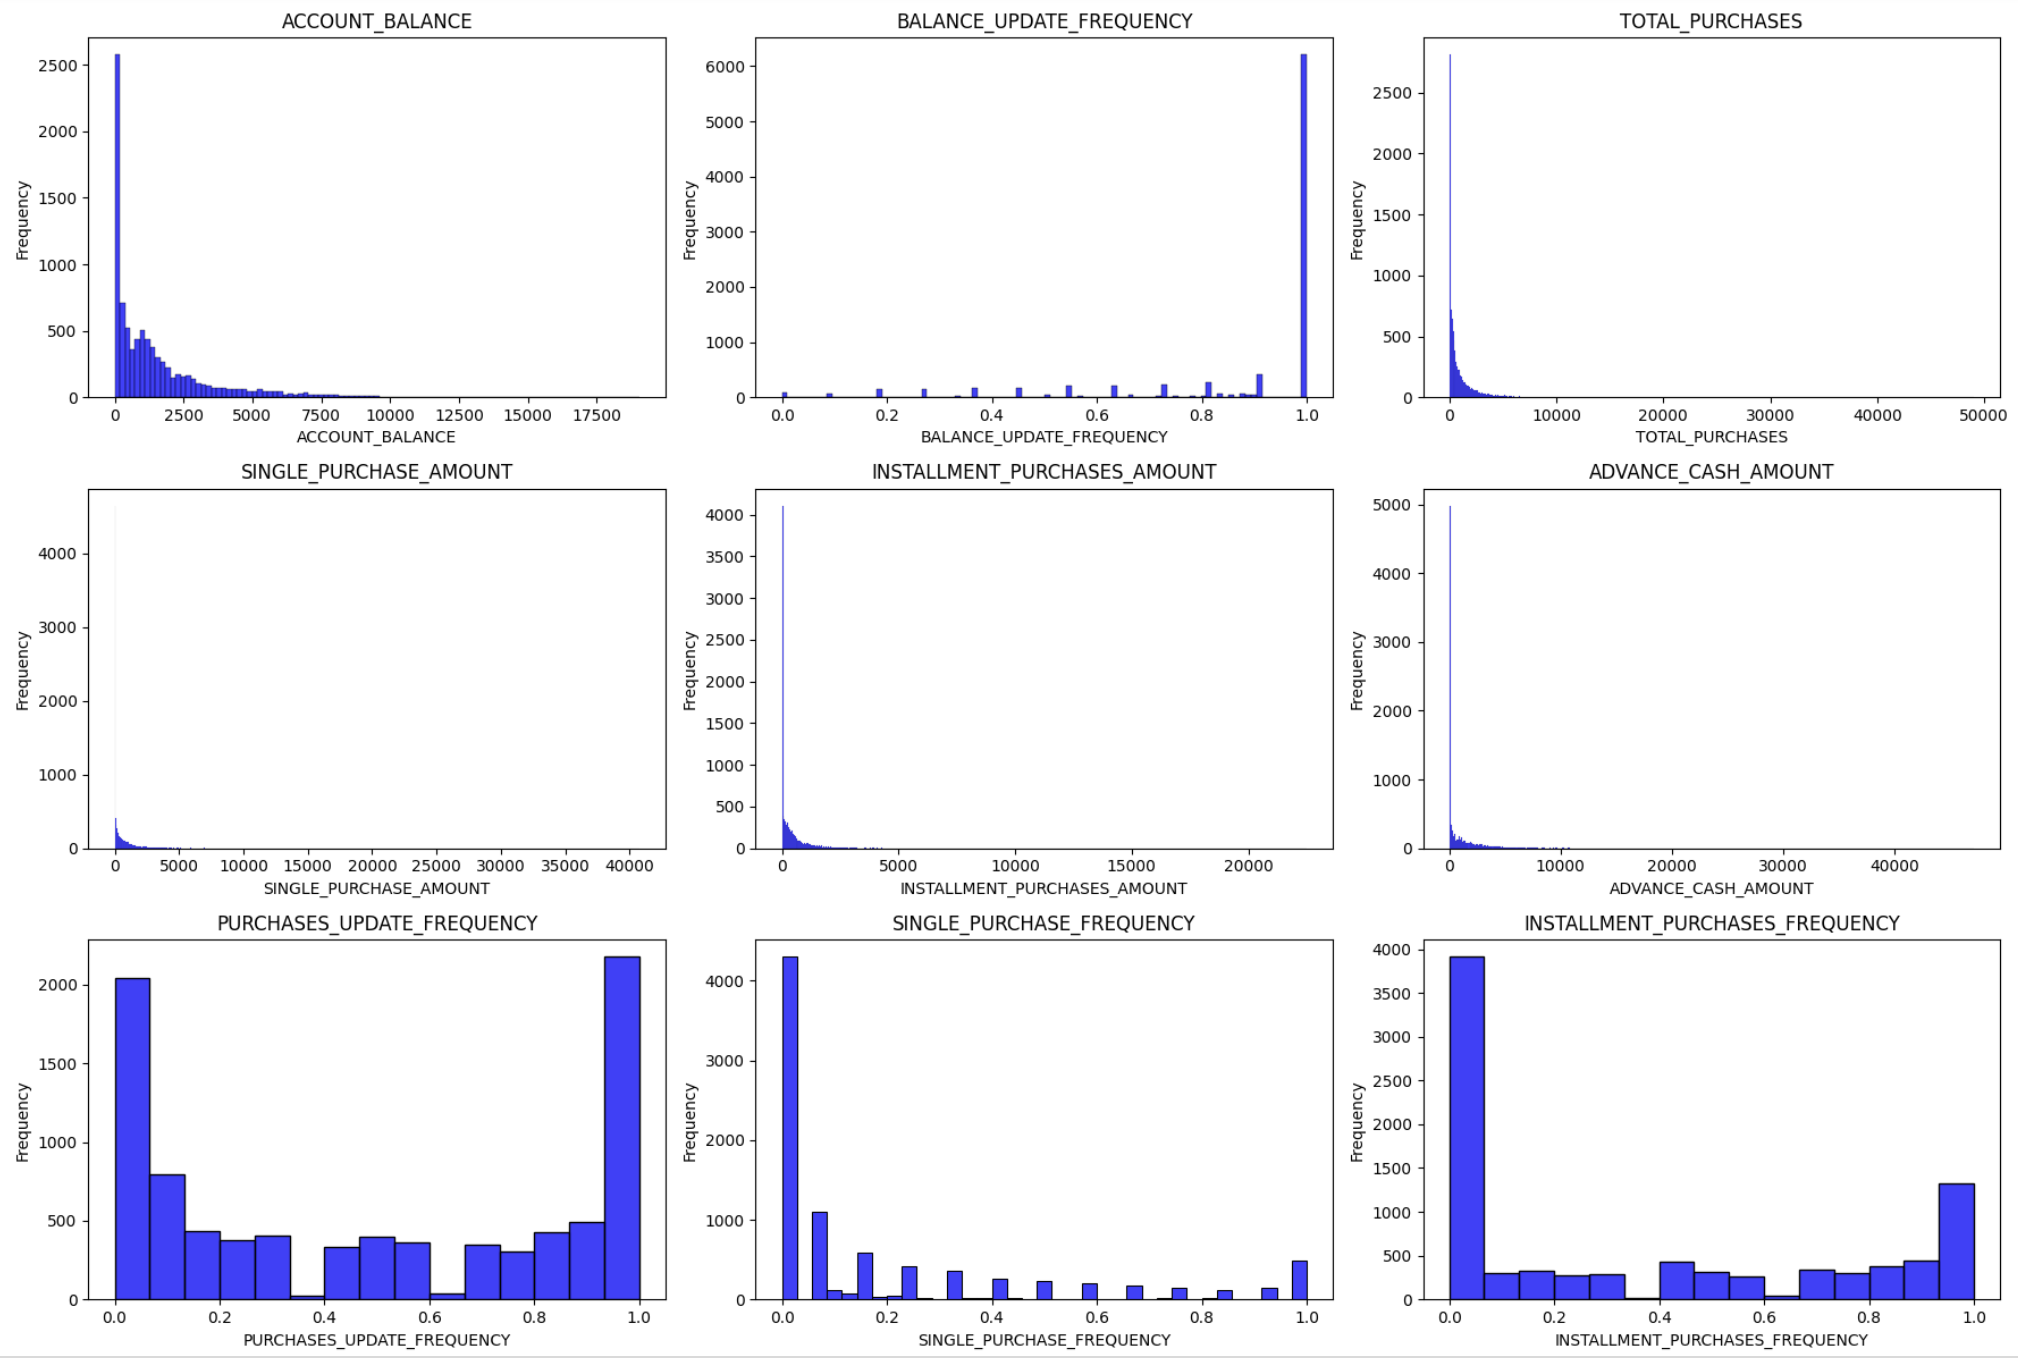 ACCOUNT_BALANCE
Frequency
2500
2000
1500
1000
500
0
0 2500 5000 7500 10000 12500 15000 17500
ACCOUNT_BALANCE
BALANCE_UPDATE_FREQUENCY
Frequency
6000
5000
4000
3000
2000
1000
0
0.0 0.2 0.4 0.6 0.8 1.0
BALANCE_UPDATE_FREQUENCY
TOTAL_PURCHASES
Frequency
2500
2000
1500
1000
500
0
0 10000 20000 30000 40000 50000
TOTAL_PURCHASES
SINGLE_PURCHASE_AMOUNT
Frequency
4000
3000
2000
1000
0
0 5000 10000 15000 20000 25000 30000 35000 40000
SINGLE_PURCHASE_AMOUNT
INSTALLMENT_PURCHASES_AMOUNT
Frequency
4000
3500
3000
2500
2000
1500
1000
500
0
0 5000 10000 15000 20000
INSTALLMENT_PURCHASES_AMOUNT
ADVANCE_CASH_AMOUNT
Frequency
5000
4000
3000
2000
1000
0
0 10000 20000 30000 40000
ADVANCE_CASH_AMOUNT
PURCHASES_UPDATE_FREQUENCY
Frequency
2000
1500
1000
500
0
0.0 0.2 0.4 0.6 0.8 1.0
PURCHASES_UPDATE_FREQUENCY
SINGLE_PURCHASE_FREQUENCY
Frequency
4000
3000
2000
1000
0
0.0 0.2 0.4 0.6 0.8 1.0
SINGLE_PURCHASE_FREQUENCY
INSTALLMENT_PURCHASES_FREQUENCY
Frequency
4000
3500
3000
2500
2000
1500
1000
500
0
0.0 0.2 0.4 0.6 0.8 1.0
INSTALLMENT_PURCHASES_FREQUENCY